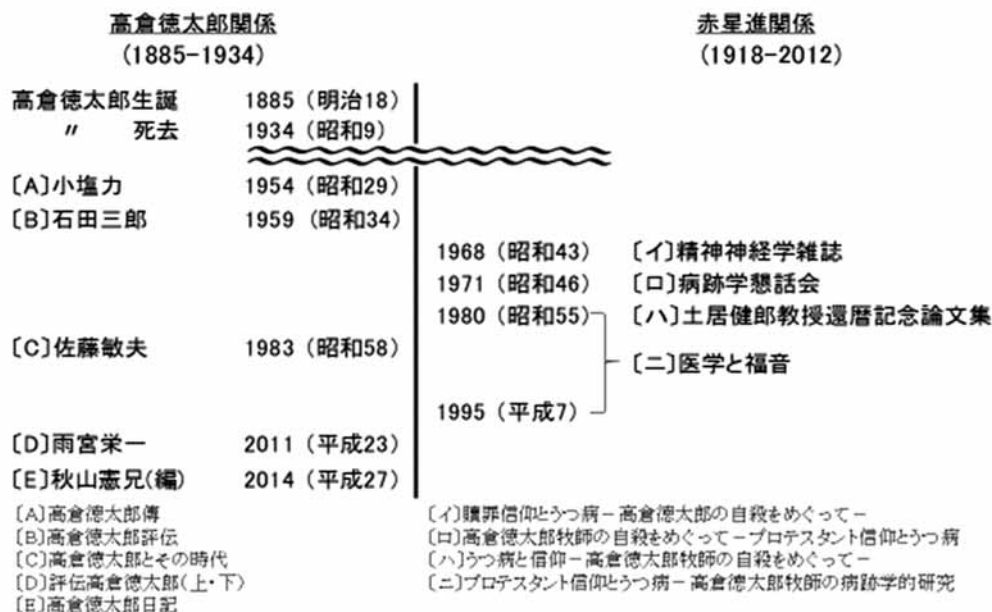 高倉徳太郎関係
(1885-1934)
赤星進関係
(1918-2012)
高倉徳太郎生誕 1885 (明治18)
〃 死去 1934 (昭和9)
〔A〕小塩力 1954 (昭和29)
〔B〕石田三郎 1959 (昭和34)
1968 (昭和43) 〔イ〕精神神経学雑誌
1971 (昭和46) 〔ロ〕病跡学懇話会
1980 (昭和55) 〔ハ〕土居健郎教授還暦記念論文集
〔C〕佐藤敏夫 1983 (昭和58)
〔ニ〕医学と福音
1995 (平成7)
〔D〕雨宮栄一 2011 (平成23)
〔E〕秋山憲兄(編) 2014 (平成27)
〔A〕高倉徳太郎傳
〔B〕高倉徳太郎評伝
〔C〕高倉徳太郎とその時代
〔D〕評伝高倉徳太郎(上・下)
〔E〕高倉徳太郎日記
〔イ〕贖罪信仰とうつ病－高倉徳太郎の自殺をめぐって－
〔ロ〕高倉徳太郎牧師の自殺をめぐって－プロテスタント信仰とうつ病
〔ハ〕うつ病と信仰－高倉徳太郎牧師の自殺をめぐって－
〔ニ〕プロテスタント信仰とうつ病－高倉徳太郎牧師の病跡学的研究